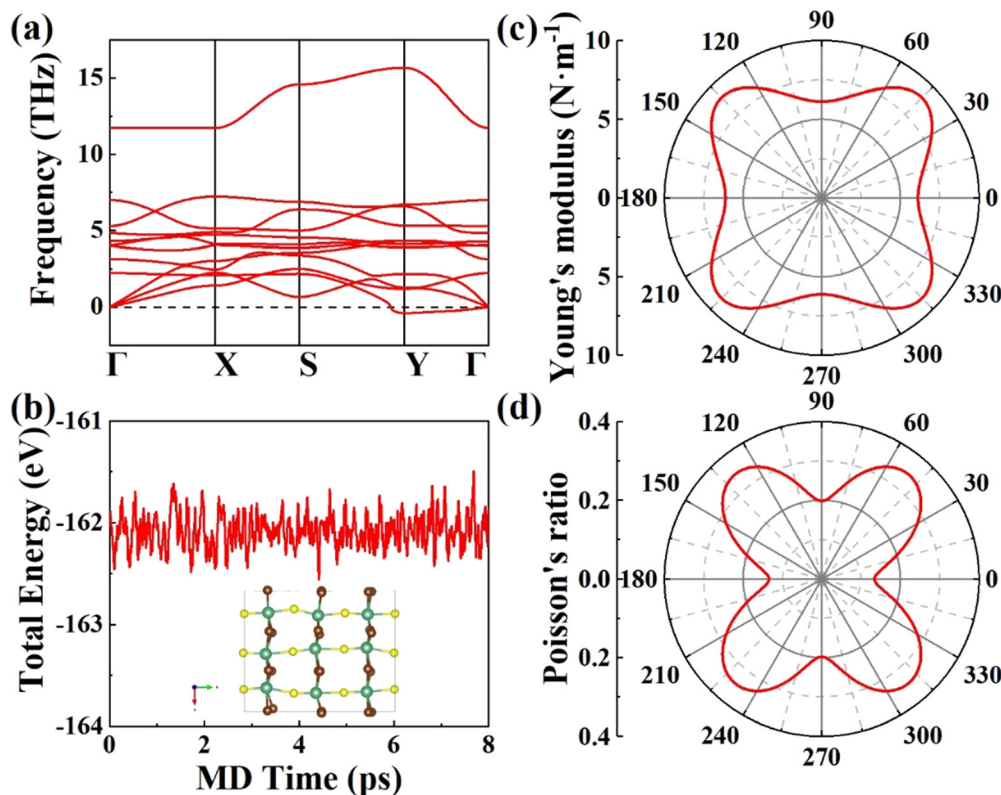 (a)
Frequency (THz)
15
10
5
0
Γ X S Y Γ
(b)
Total Energy (eV)
-161
-162
-163
-164
0 2 4 6 8
MD Time (ps)
(c)
Young's modulus (N·m⁻¹)
10
5
0
5
10
90
120 60
150 30
180 0
210 330
240 300
270
(d)
Poisson's ratio
0.4
0.2
0.0
0.2
0.4
90
120 60
150 30
180 0
210 330
240 300
270